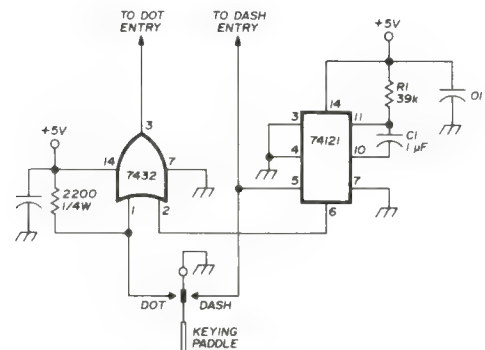 TO DOT
ENTRY
TO DASH
ENTRY
+5V
14
R1
39k
01
3
11
C1
1 µF
10
74121
4
5
7
6
+5V
3
14
7432
7
2200
1/4W
1
2
DOT
DASH
KEYING
PADDLE